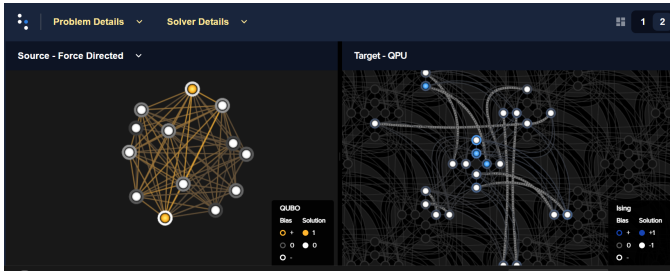 Problem Details
Solver Details
1 2
Source - Force Directed
Target - QPU
QUBO
Bias Solution
+ 1
0 0
-
Ising
Bias Solution
+ +1
0 -1
-